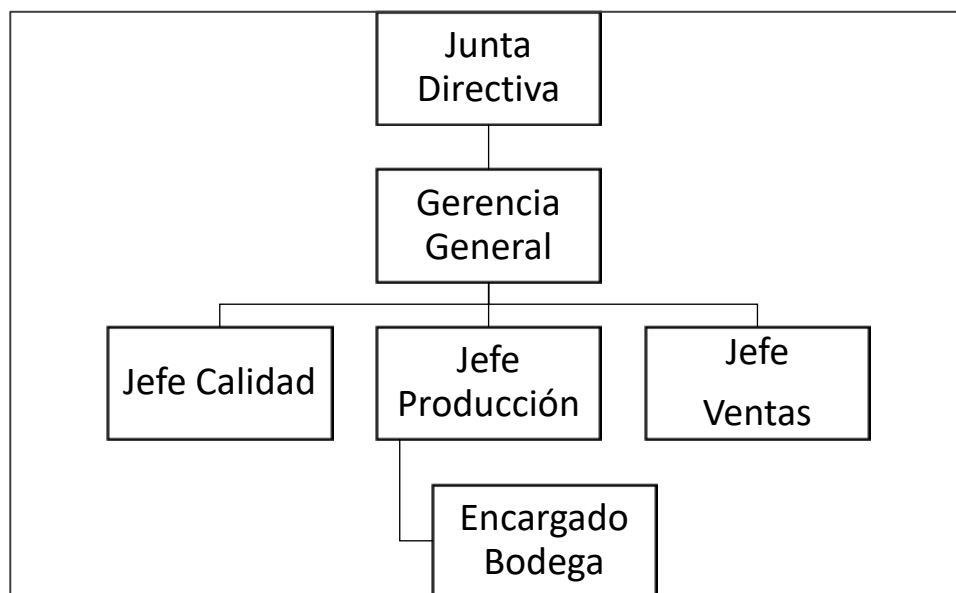 Junta
Directiva
Gerencia
General
Jefe Calidad
Jefe
Producción
Jefe
Ventas
Encargado
Bodega